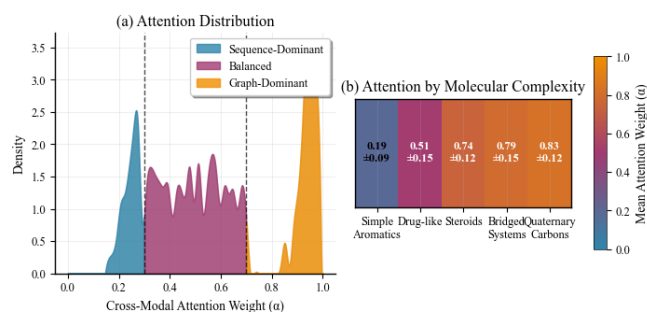 (a) Attention Distribution
3.5
3.0
2.5
2.0
1.5
1.0
0.5
0.0
Density
Sequence-Dominant
Balanced
Graph-Dominant
0.0 0.2 0.4 0.6 0.8 1.0
Cross-Modal Attention Weight (α)
(b) Attention by Molecular Complexity
0.19 0.51 0.74 0.79 0.83
±0.09 ±0.15 ±0.12 ±0.15 ±0.12
Simple Drug-like Steroids Bridged Quaternary
Aromatics Systems Carbons
1.0
0.8
0.6
0.4
0.2
0.0
Mean Attention Weight (α)